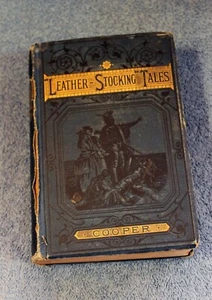 LEATHER-STOCKING TALES
COOPER